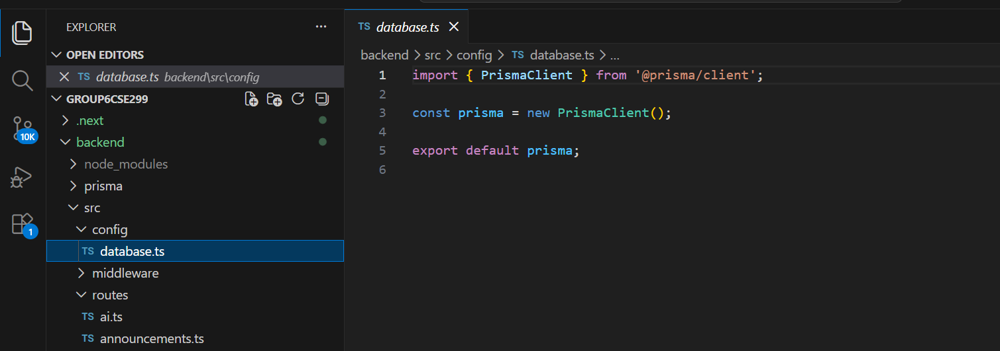 EXPLORER
···
OPEN EDITORS
TS database.ts backend\src\config
GROUP6CSE299
.next
backend
node_modules
prisma
src
config
TS database.ts
middleware
routes
TS ai.ts
TS announcements.ts
10K
1
TS database.ts
backend > src > config > TS database.ts > ...
1 import { PrismaClient } from '@prisma/client';
2
3 const prisma = new PrismaClient();
4
5 export default prisma;
6